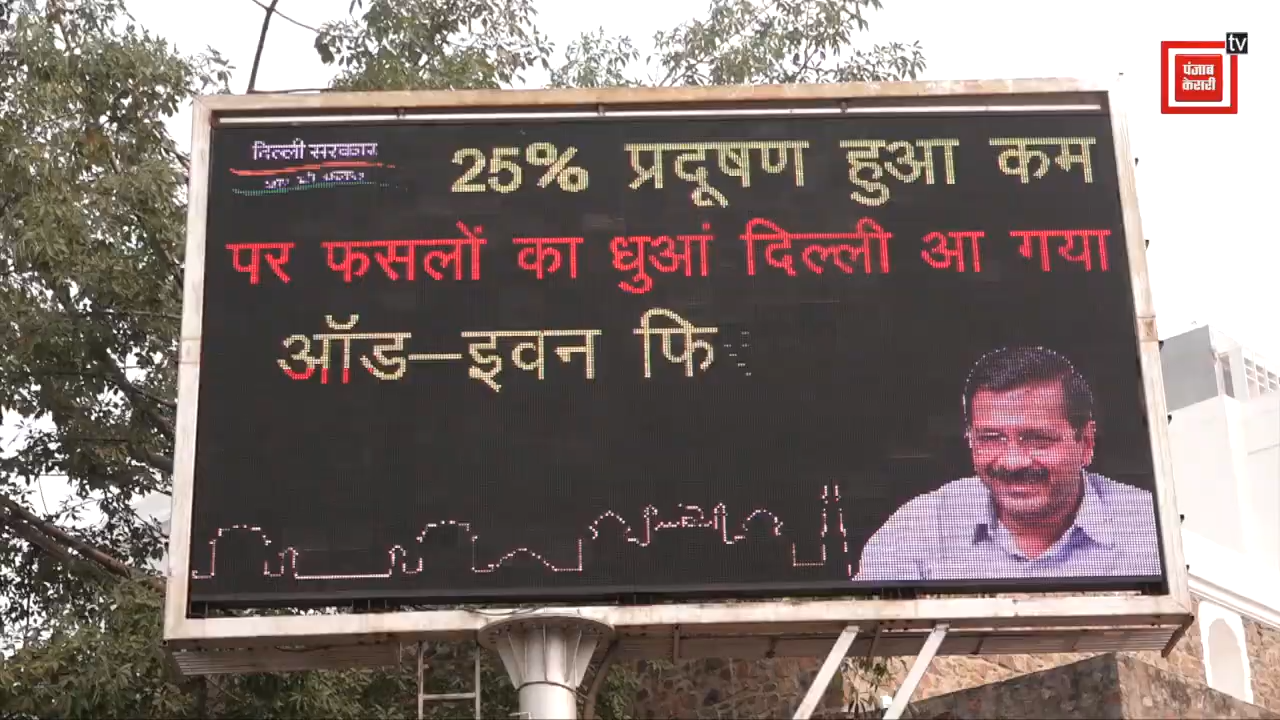 tv
पंजाब
केसरी
दिल्ली सरकार
25% प्रदूषण हुआ कम
पर फसलों का धुआं दिल्ली आ गया
ऑड–इवन फि